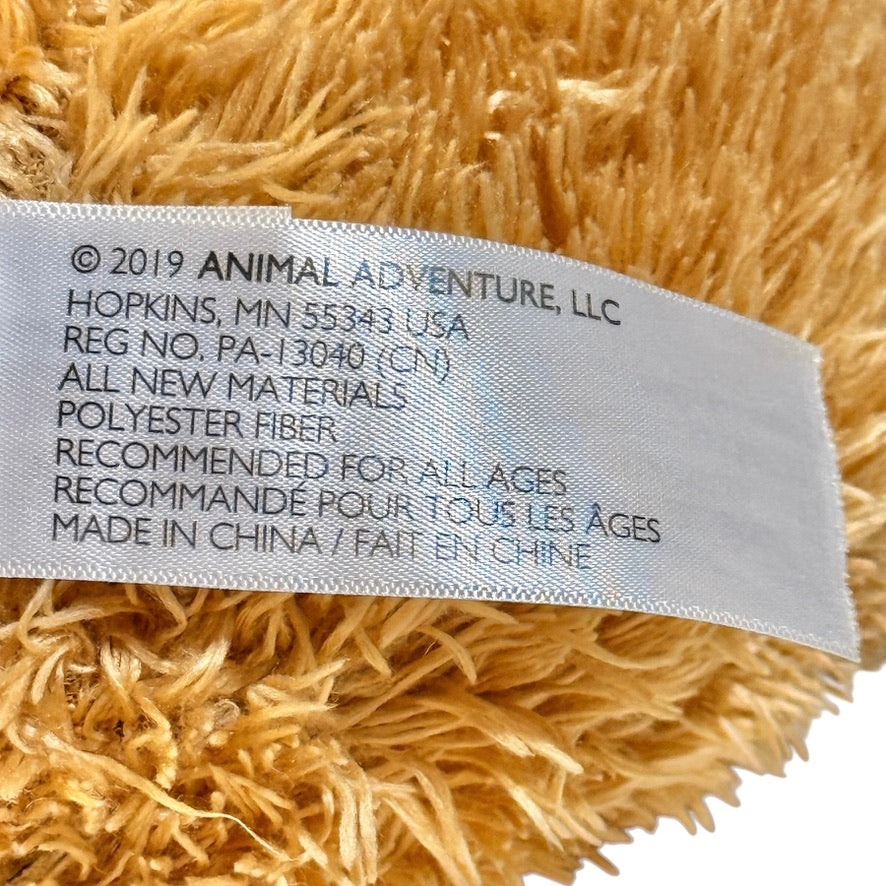 © 2019 ANIMAL ADVENTURE, LLC
HOPKINS, MN 55343 USA
REG NO. PA-13040 (CN)
ALL NEW MATERIALS
POLYESTER FIBER
RECOMMENDED FOR ALL AGES
RECOMMANDÉ POUR TOUS LES ÂGES
MADE IN CHINA / FAIT EN CHINE